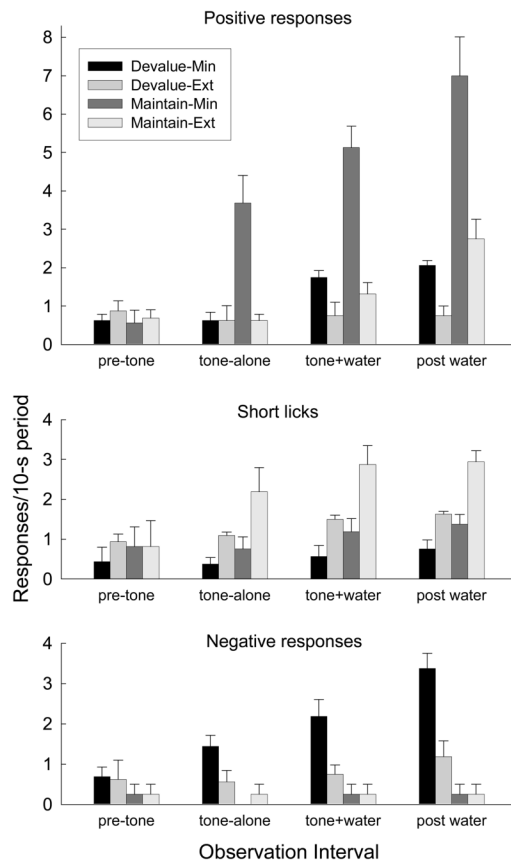 Positive responses
8
7
6
5
4
3
2
1
0
Devalue-Min
Devalue-Ext
Maintain-Min
Maintain-Ext
pre-tone tone-alone tone+water post water
Responses/10-s period
Short licks
4
3
2
1
0
pre-tone tone-alone tone+water post water
Negative responses
4
3
2
1
0
pre-tone tone-alone tone+water post water
Observation Interval